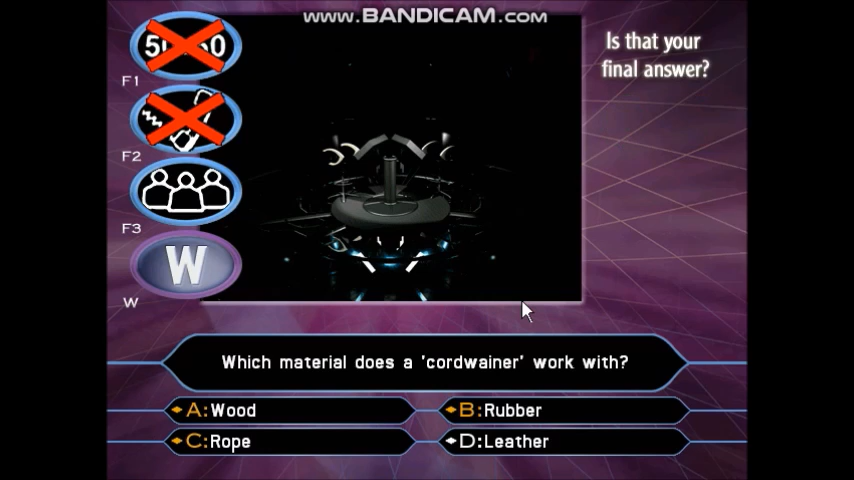 www.BANDICAM.com
Is that your
final answer?
F1
F2
F3
W
W
Which material does a 'cordwainer' work with?
A:Wood
B:Rubber
C:Rope
D:Leather